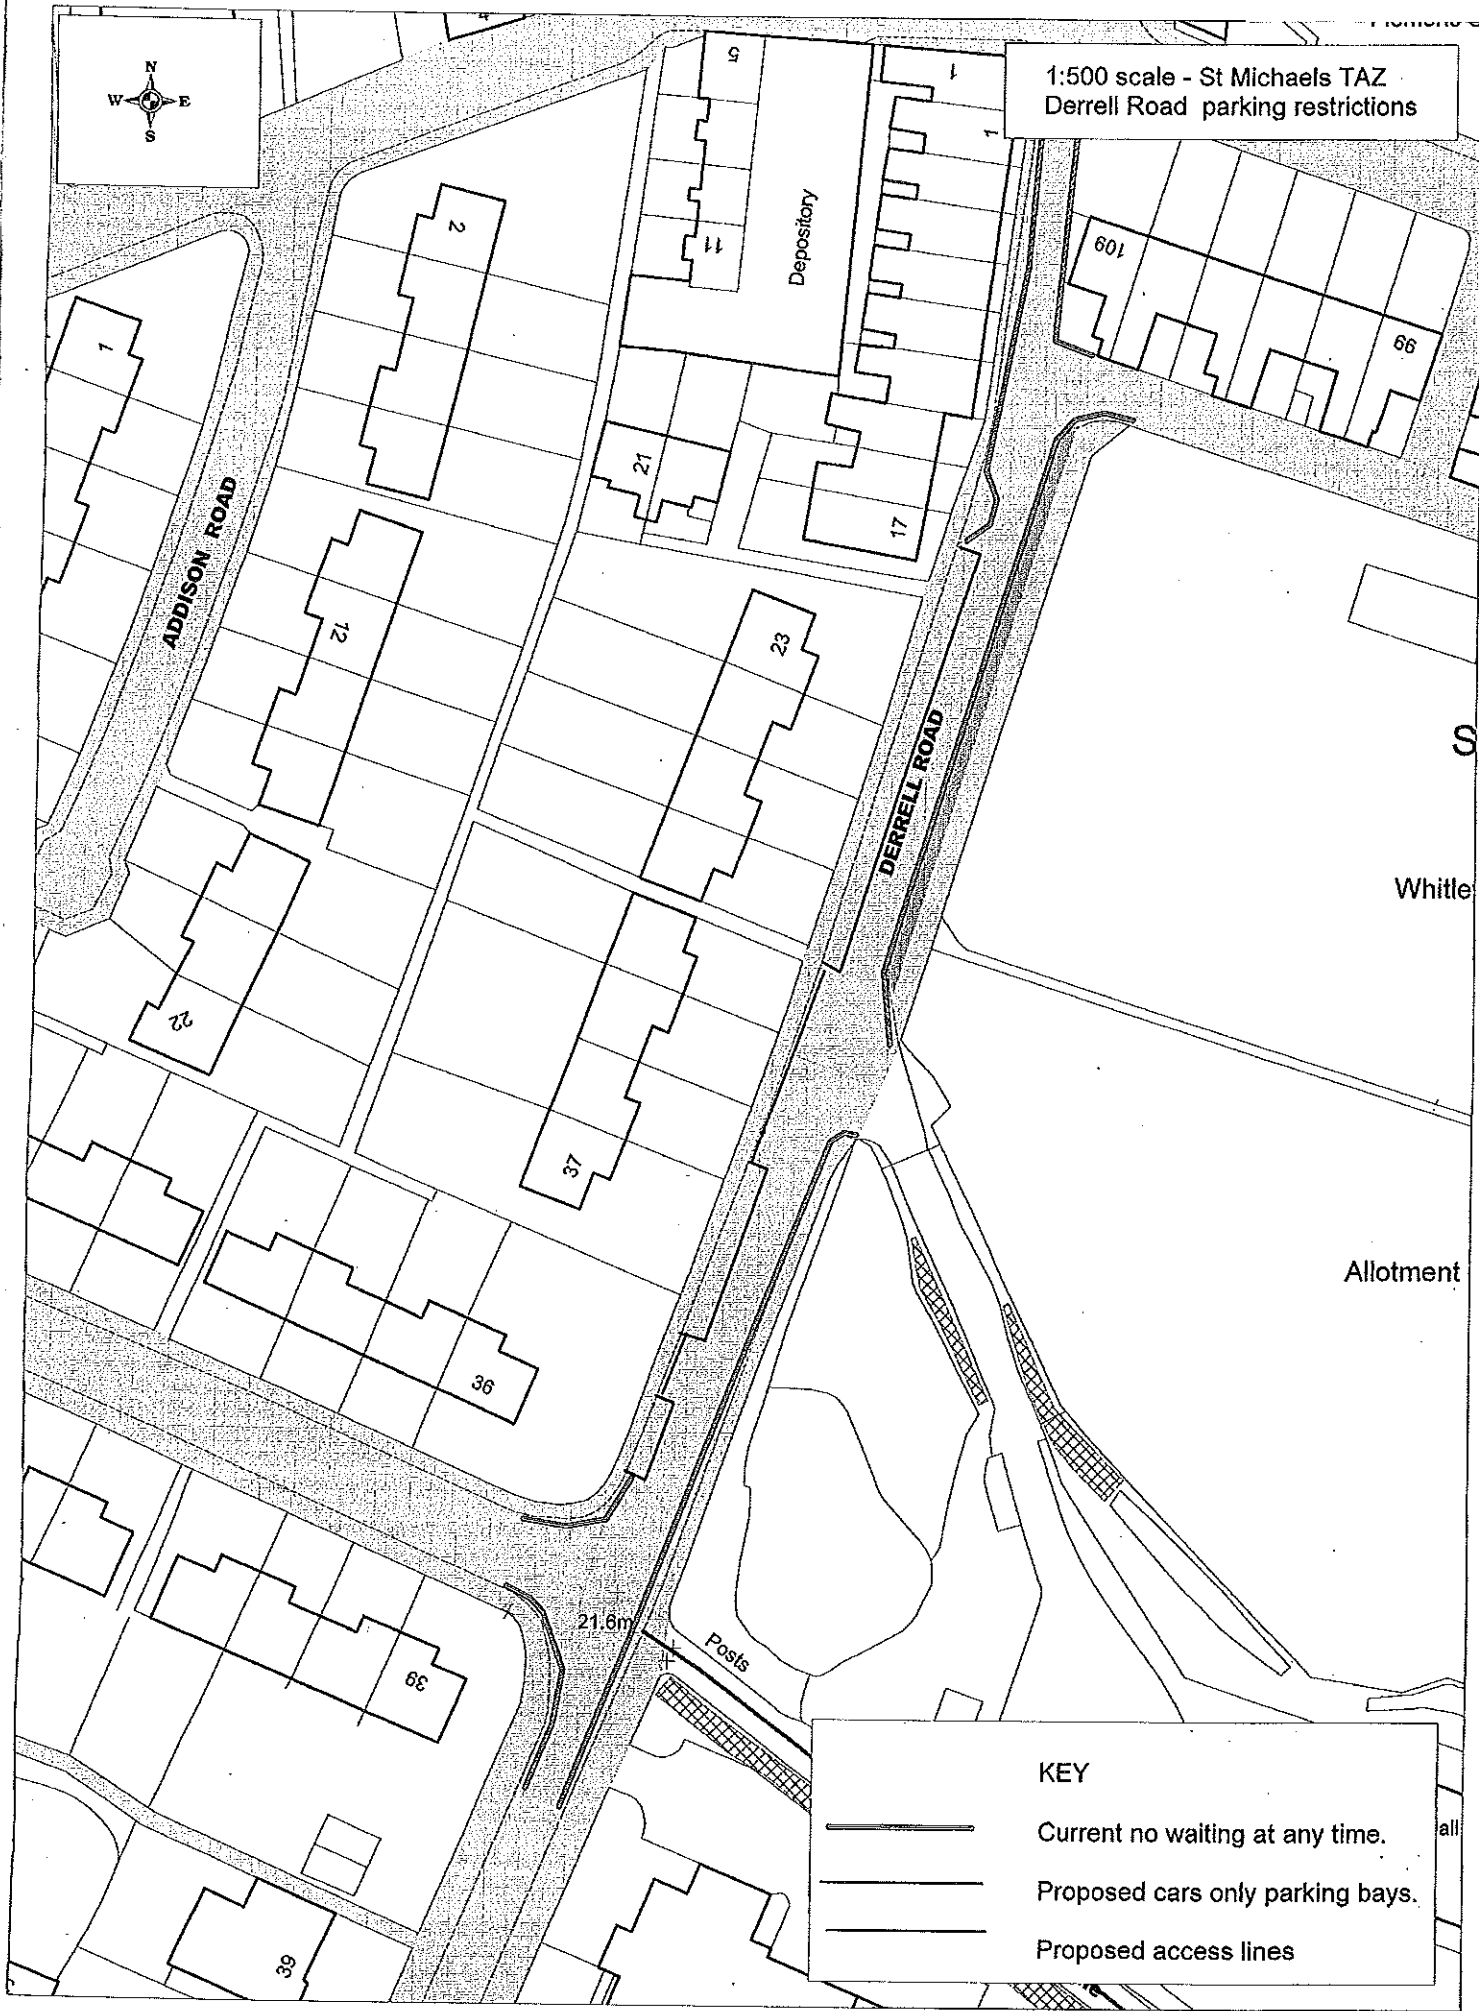 N
W E
S
1:500 scale - St Michaels TAZ
Derrell Road parking restrictions
5
1
1
2
11
Depository
109
99
1
21
17
ADDISON ROAD
12
23
DERRELL ROAD
S
Whitle
22
37
Allotment
36
21.6m
Posts
39
KEY
Current no waiting at any time.
all
Proposed cars only parking bays.
Proposed access lines
39